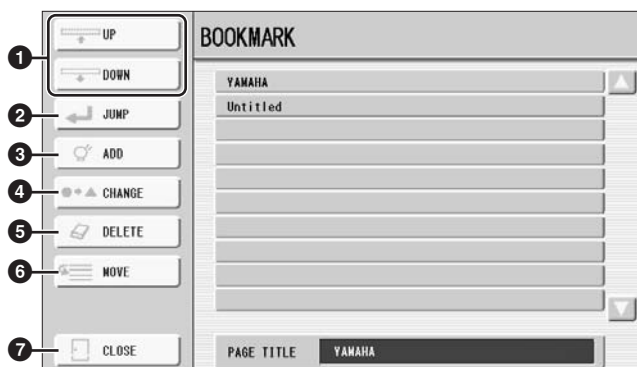 BOOKMARK
1 UP
DOWN
2 JUMP
3 ADD
4 CHANGE
5 DELETE
6 MOVE
7 CLOSE
YAMAHA
Untitled
PAGE TITLE YAMAHA